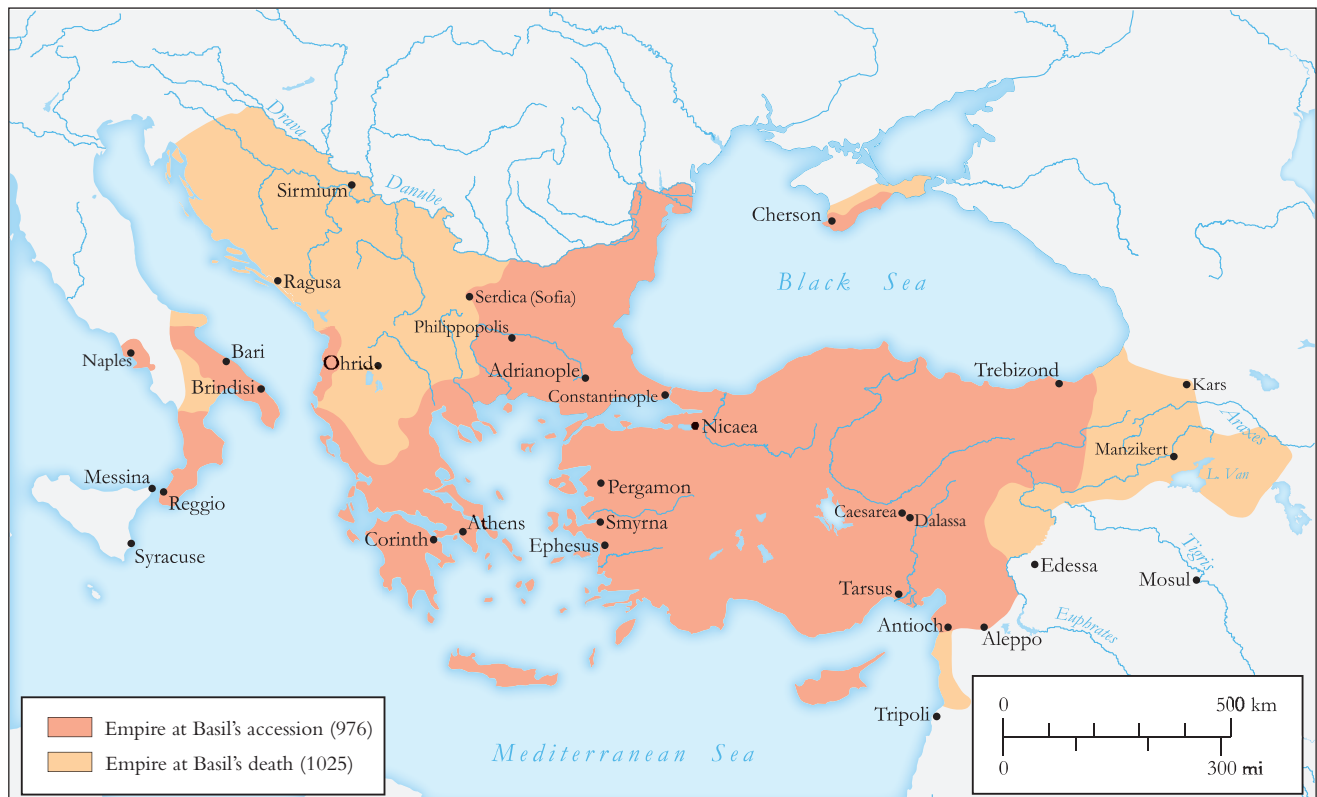 Drava
Sirmium
Danube
Cherson
Ragusa
Black Sea
Serdica (Sofia)
Philippopolis
Naples
Bari
Ohrid
Brindisi
Adrianople
Constantinople
Trebizond
Kars
Nicaea
Araxes
Manzikert
L. Van
Messina
Reggio
Pergamon
Caesarea
Dalassa
Smyrna
Athens
Corinth
Ephesus
Syracuse
Edessa
Tigris
Mosul
Tarsus
Antioch
Aleppo
Euphrates
Tripoli
Mediterranean Sea
Empire at Basil's accession (976)
Empire at Basil's death (1025)
0 500 km
0 300 mi